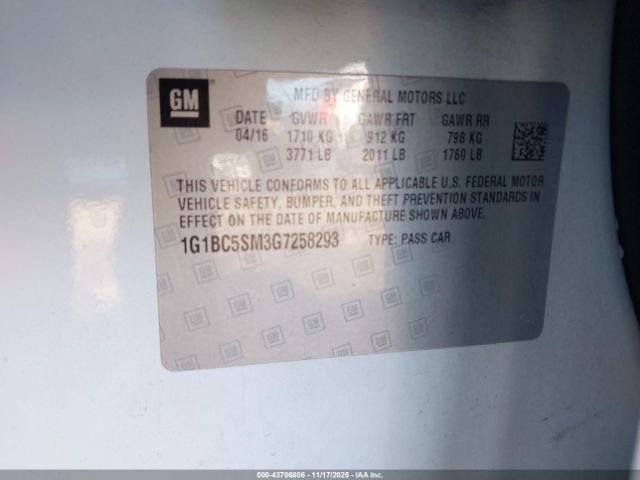 GM
MFD BY GENERAL MOTORS LLC
DATE GVWR GAWR FRT GAWR RR
04/16 1710 KG 912 KG 798 KG
3771 LB 2011 LB 1760 LB
THIS VEHICLE CONFORMS TO ALL APPLICABLE U.S. FEDERAL MOTOR
VEHICLE SAFETY, BUMPER, AND THEFT PREVENTION STANDARDS IN
EFFECT ON THE DATE OF MANUFACTURE SHOWN ABOVE.
1G1BC5SM3G7258293 TYPE: PASS CAR
000-43706806 - 11/17/2025 - IAA Inc.